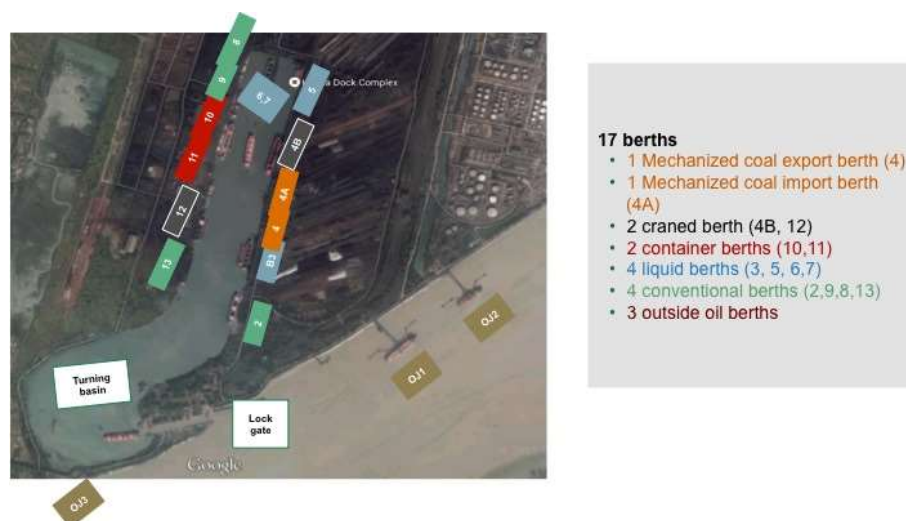 8
9
10
11
12
13
6,7
Dock Complex
5
4B
4A
4
B3
2
OJ2
OJ1
Turning
basin
Lock
gate
Google
OJ3
17 berths
• 1 Mechanized coal export berth (4)
• 1 Mechanized coal import berth
(4A)
• 2 craned berth (4B, 12)
• 2 container berths (10,11)
• 4 liquid berths (3, 5, 6,7)
• 4 conventional berths (2,9,8,13)
• 3 outside oil berths